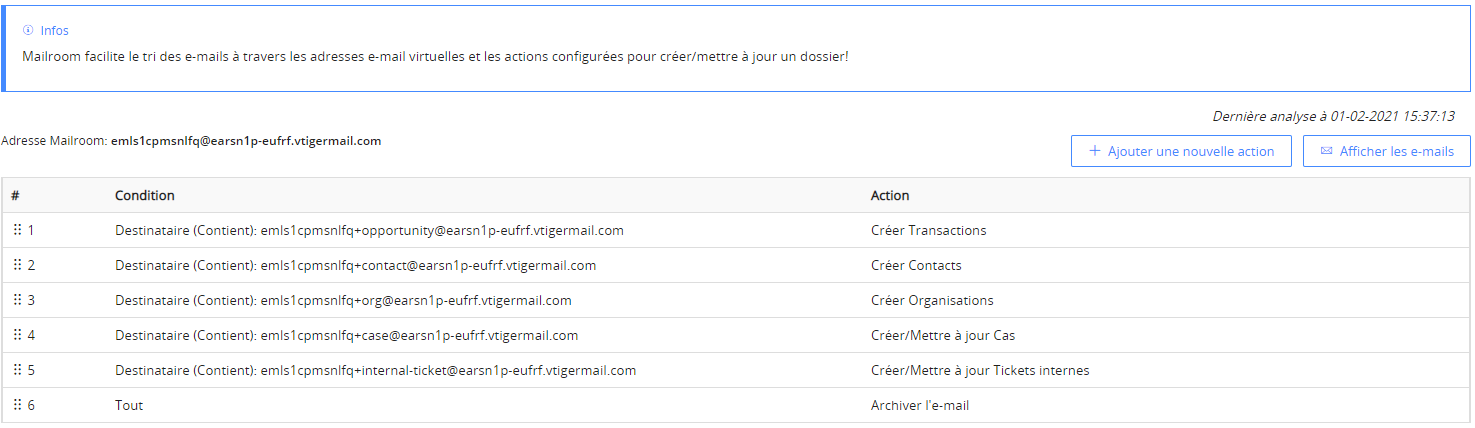 Infos
Mailroom facilite le tri des e-mails à travers les adresses e-mail virtuelles et les actions configurées pour créer/mettre à jour un dossier!
Dernière analyse à 01-02-2021 15:37:13
Adresse Mailroom: emls1cpmsnlfq@earsn1p-eufrf.vtigermail.com
+ Ajouter une nouvelle action Afficher les e-mails
# Condition Action
1 Destinataire (Contient): emls1cpmsnlfq+opportunity@earsn1p-eufrf.vtigermail.com Créer Transactions
2 Destinataire (Contient): emls1cpmsnlfq+contact@earsn1p-eufrf.vtigermail.com Créer Contacts
3 Destinataire (Contient): emls1cpmsnlfq+org@earsn1p-eufrf.vtigermail.com Créer Organisations
4 Destinataire (Contient): emls1cpmsnlfq+case@earsn1p-eufrf.vtigermail.com Créer/Mettre à jour Cas
5 Destinataire (Contient): emls1cpmsnlfq+internal-ticket@earsn1p-eufrf.vtigermail.com Créer/Mettre à jour Tickets internes
6 Tout Archiver l'e-mail